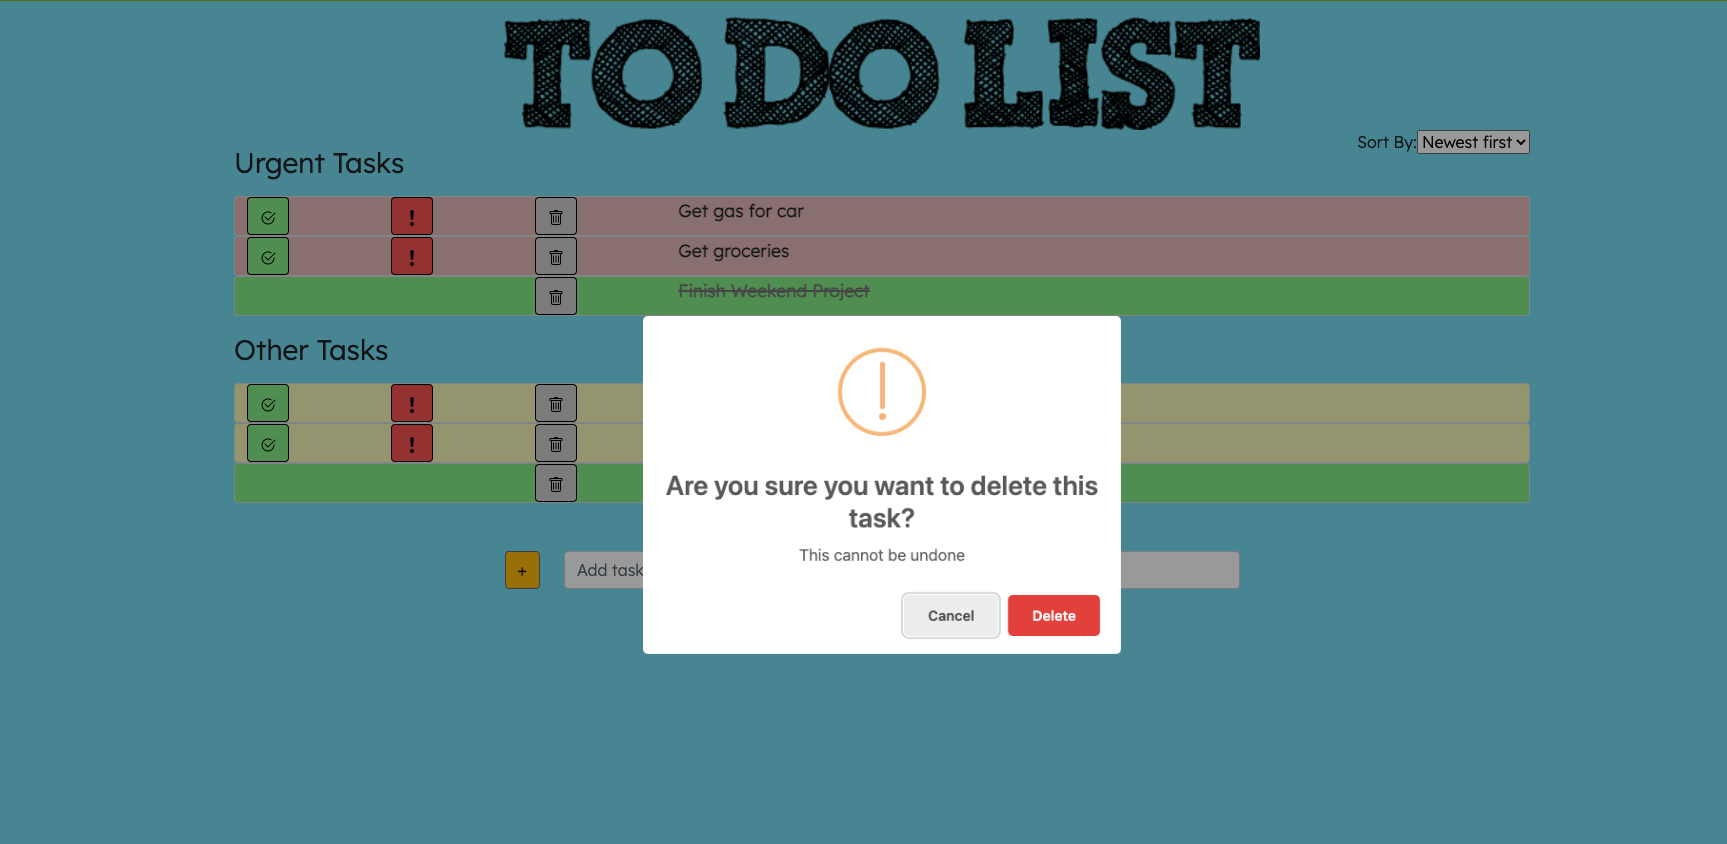 TO DO LIST
Sort By: Newest first
Urgent Tasks
Get gas for car
Get groceries
Finish Weekend Project
Other Tasks
Are you sure you want to delete this
task?
This cannot be undone
+ Add task
Cancel Delete